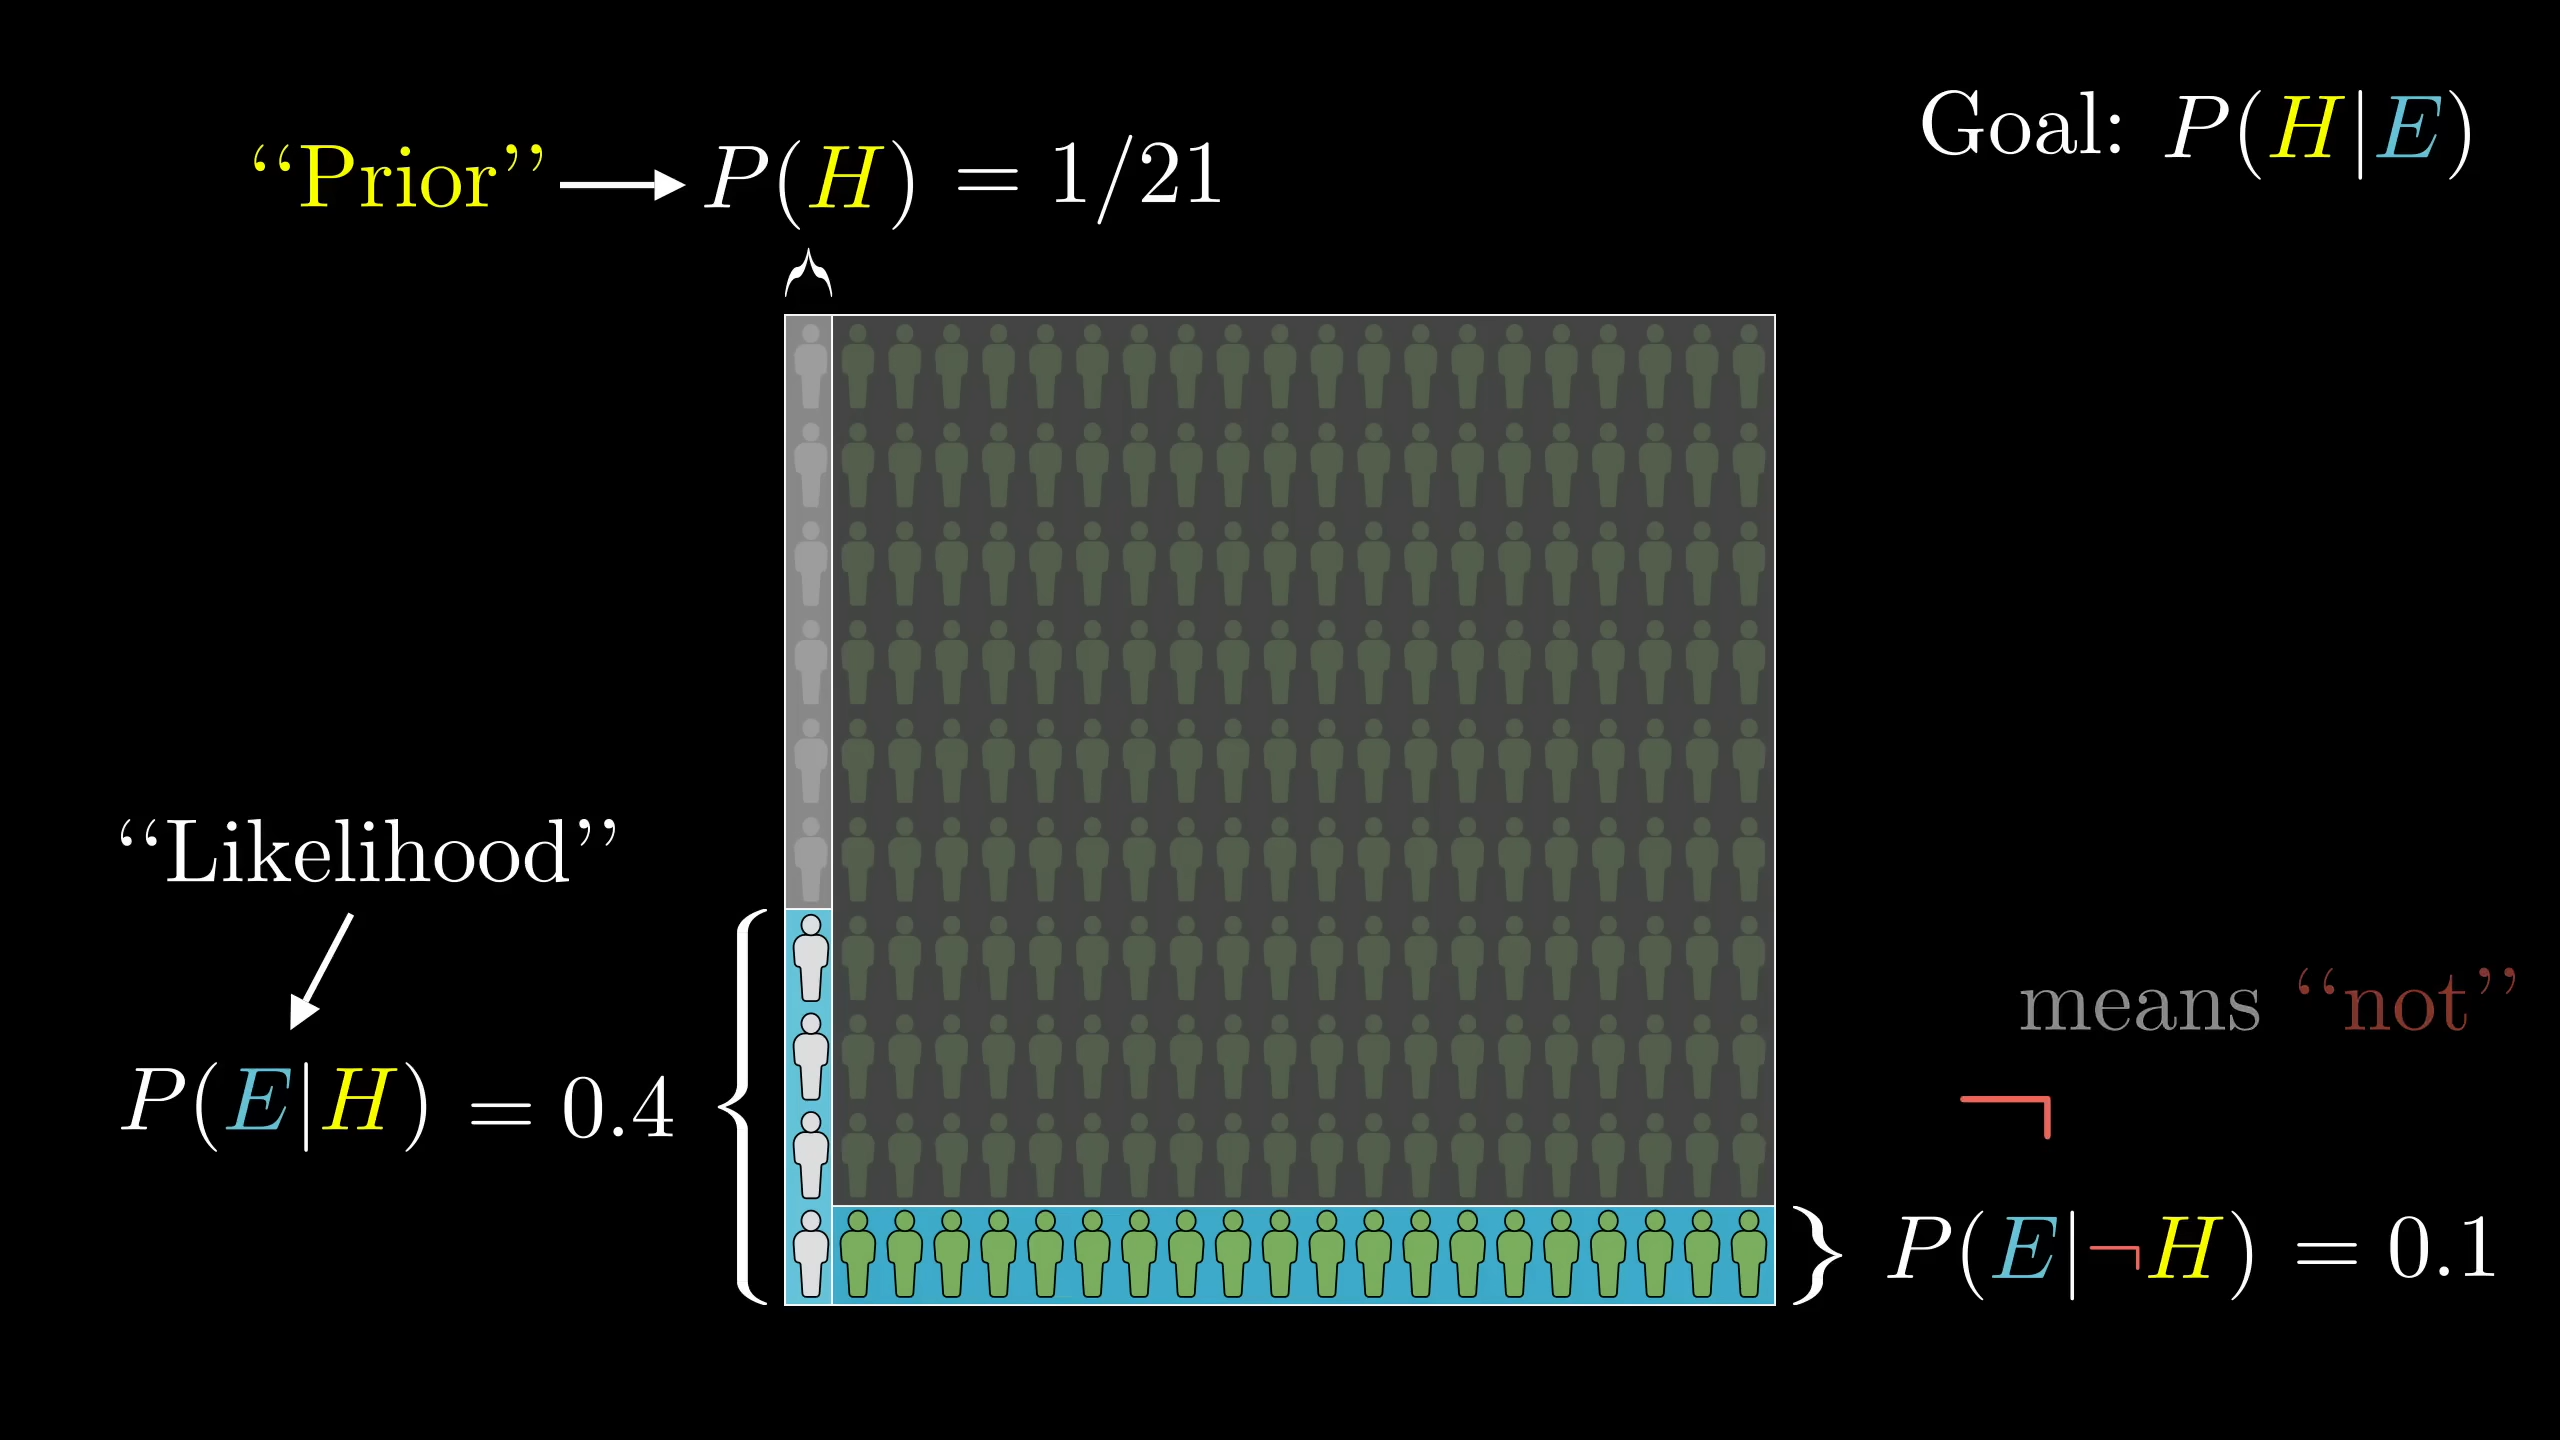 Goal: P(H|E)
“Prior” P(H) = 1/21
“Likelihood”
P(E|H) = 0.4
means “not”
¬
P(E|¬H) = 0.1